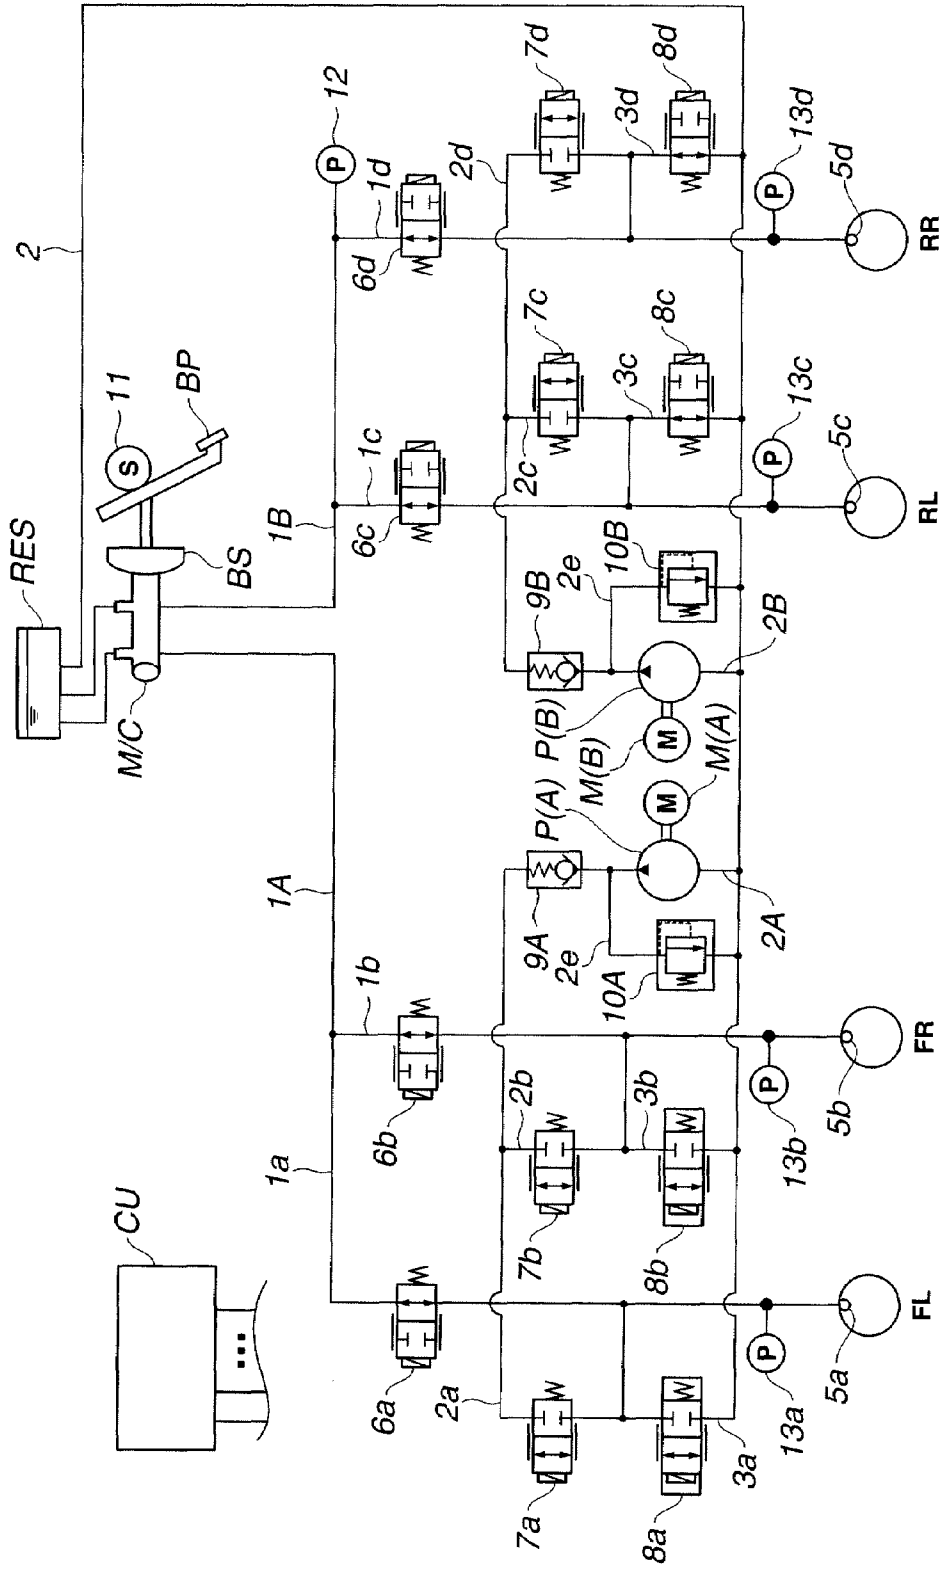 CU
RES
11
BP
S
BS
M/C
2
1a
1A
1B
12
P
1b
1c
1d
6a
6b
6c
6d
2a
2b
2c
2d
7a
7b
7c
7d
9A
9B
P(A)
P(B)
M(B)
M(A)
M
M
2e
2e
10A
10B
2A
2B
3a
3b
3c
3d
8a
8b
8c
8d
P
P
P
P
13a
13b
13c
13d
5a
5b
5c
5d
FL
FR
RL
RR